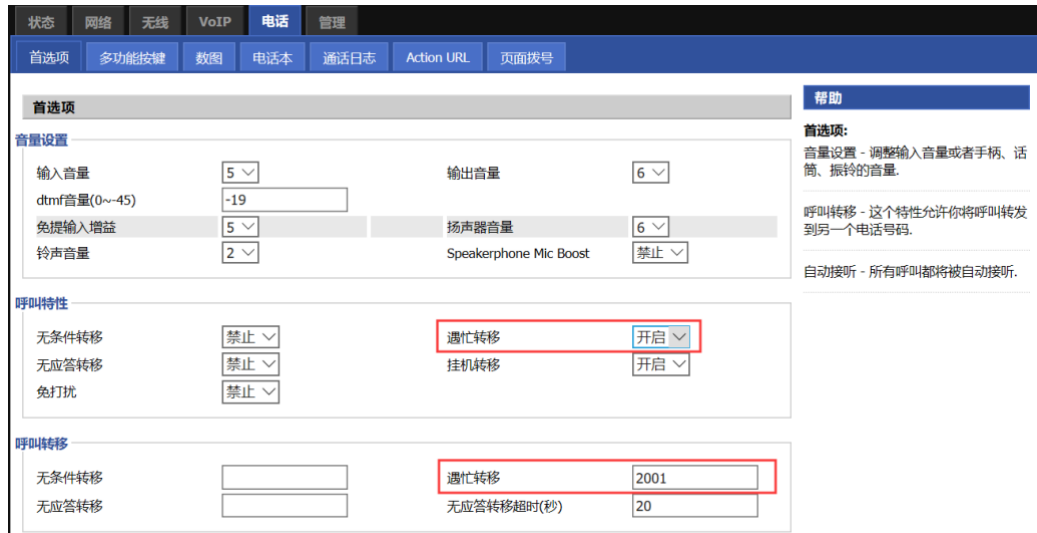 状态 网络 无线 VoIP 电话 管理
首选项 多功能按键 数图 电话本 通话日志 Action URL 页面拨号
首选项
音量设置
输入音量 5 输出音量 6
dtmf音量(0~-45) -19
免提输入增益 5 扬声器音量 6
铃声音量 2 Speakerphone Mic Boost 禁止
呼叫特性
无条件转移 禁止 遇忙转移 开启
无应答转移 禁止 挂机转移 开启
免打扰 禁止
呼叫转移
无条件转移 遇忙转移 2001
无应答转移 无应答转移超时(秒) 20
帮助
首选项:
音量设置 - 调整输入音量或者手柄、话
筒、振铃的音量.
呼叫转移 - 这个特性允许你将呼叫转发
到另一个电话号码.
自动接听 - 所有呼叫都将被自动接听.